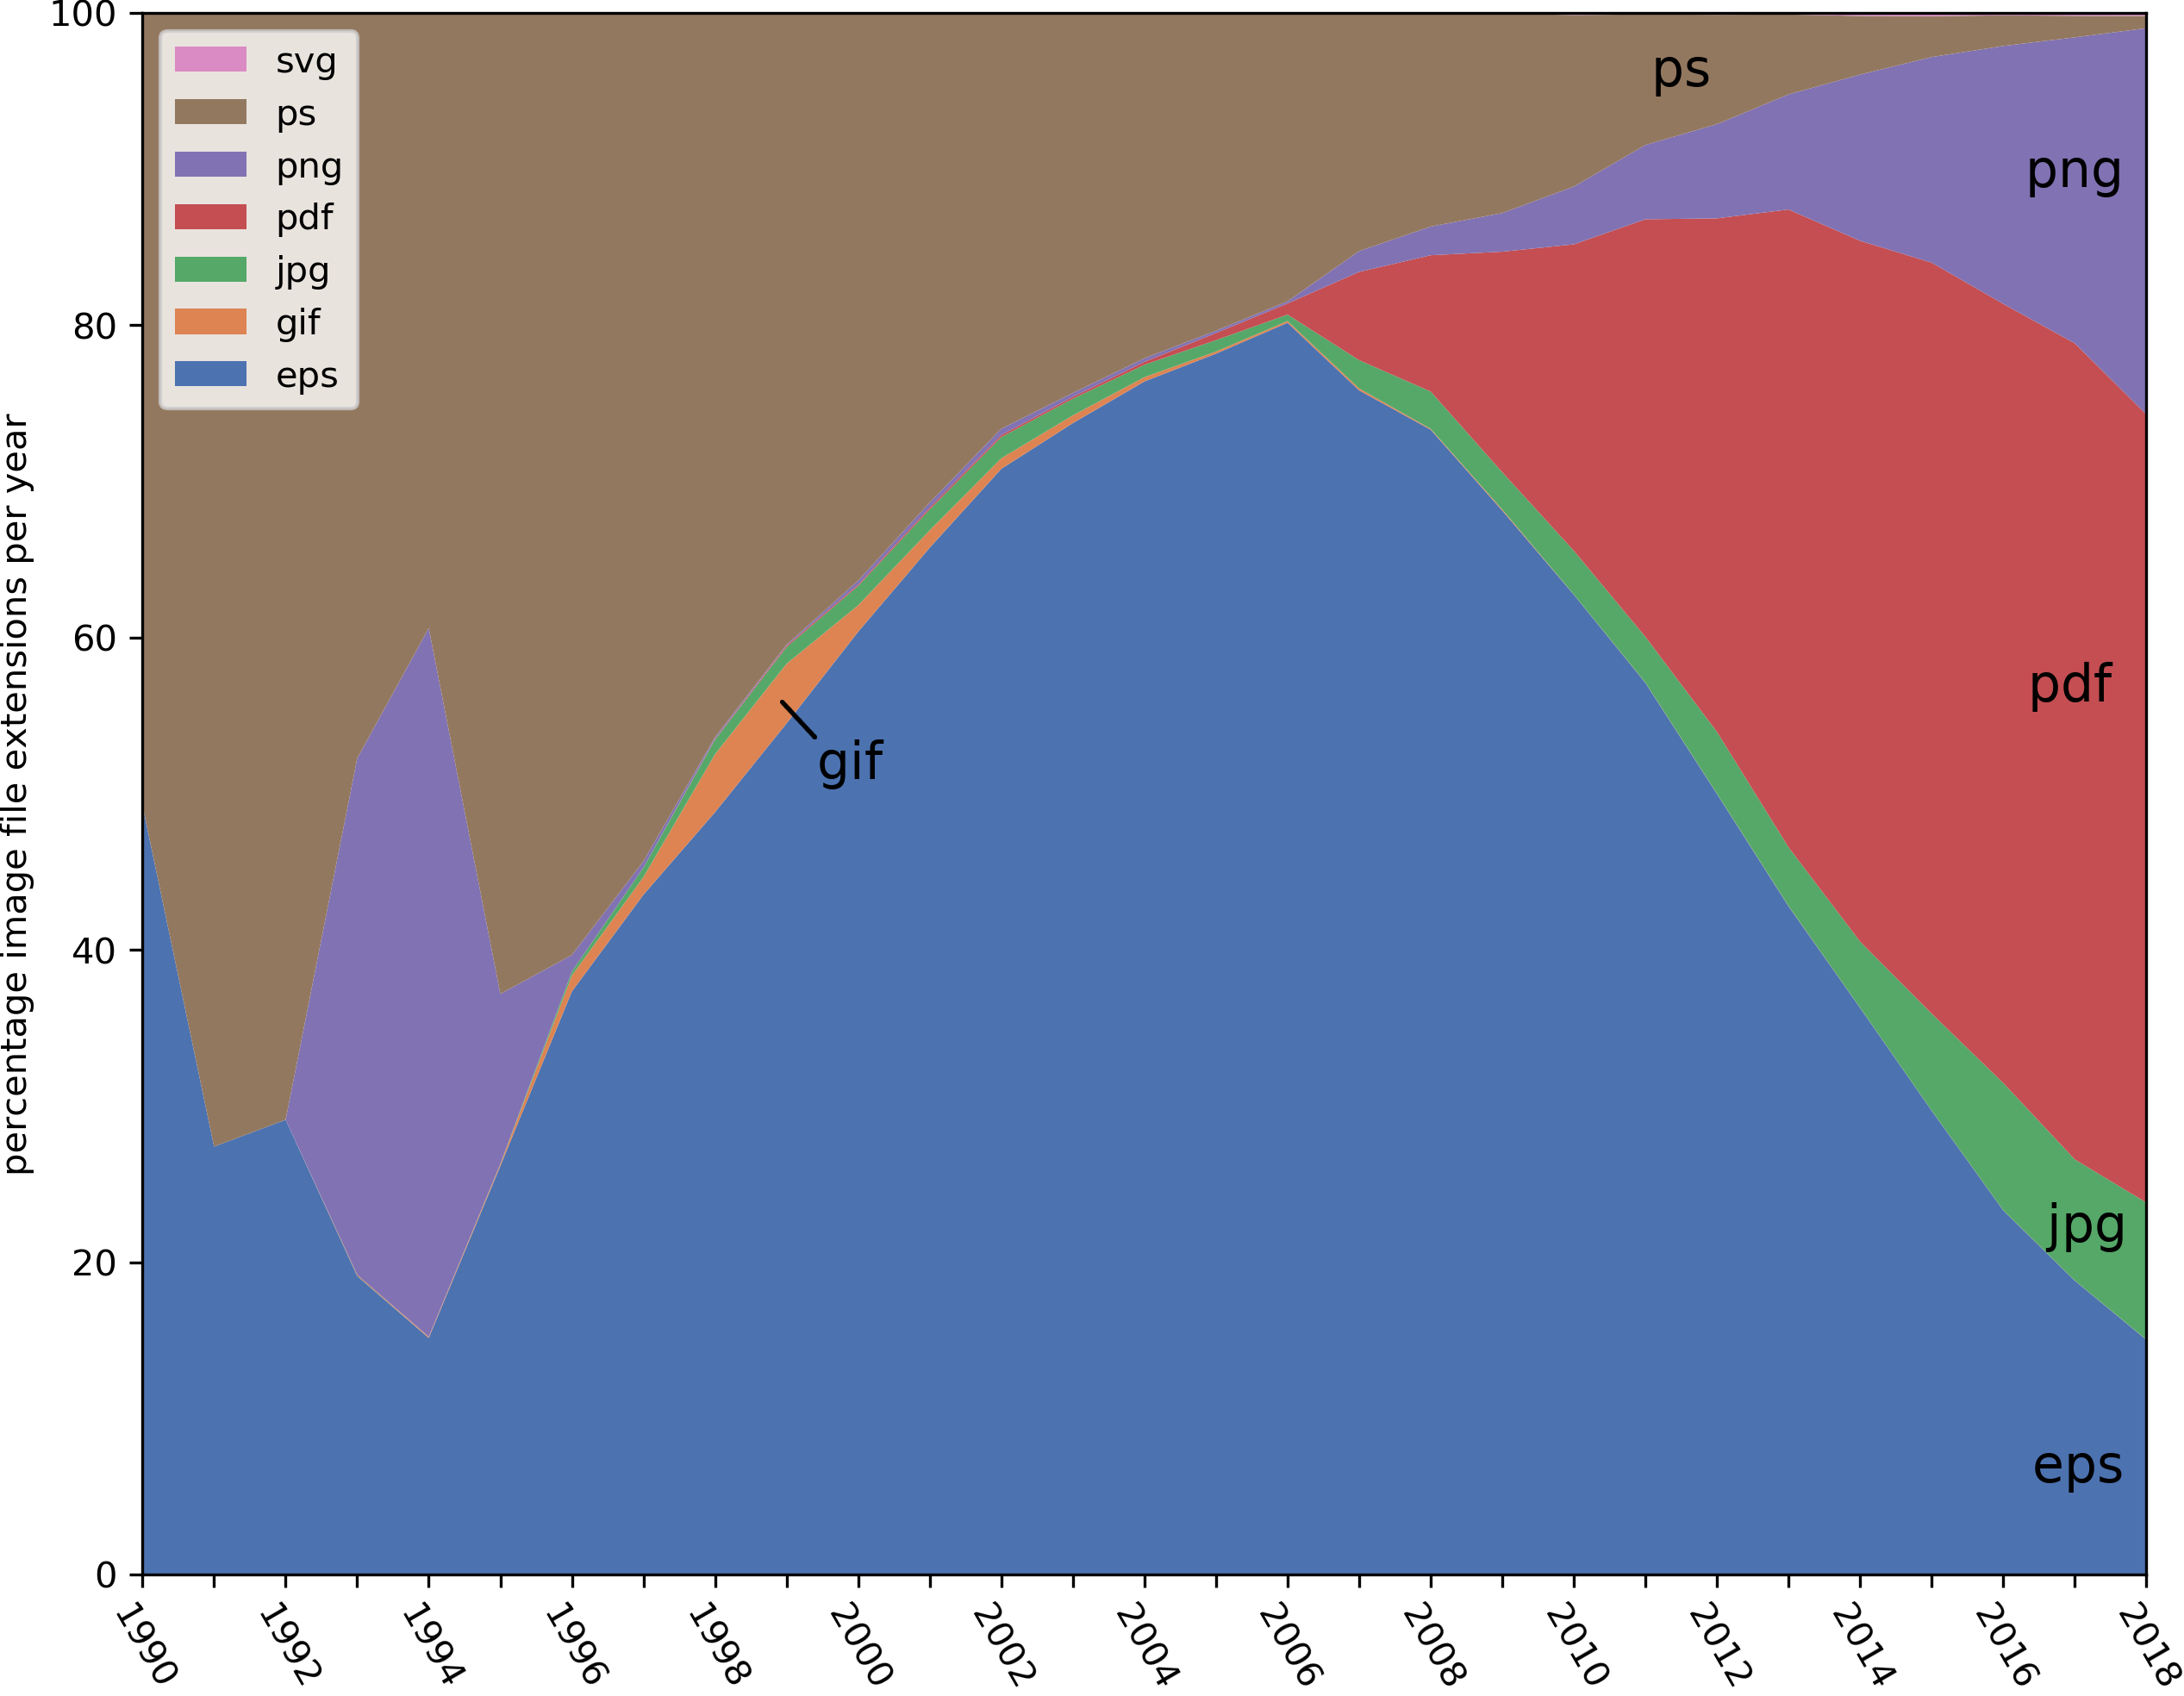 percentage image file extensions per year
100
80
60
40
20
0
svg
ps
png
pdf
jpg
gif
eps
ps
png
pdf
gif
jpg
eps
1990
1992
1994
1996
1998
2000
2002
2004
2006
2008
2010
2012
2014
2016
2018